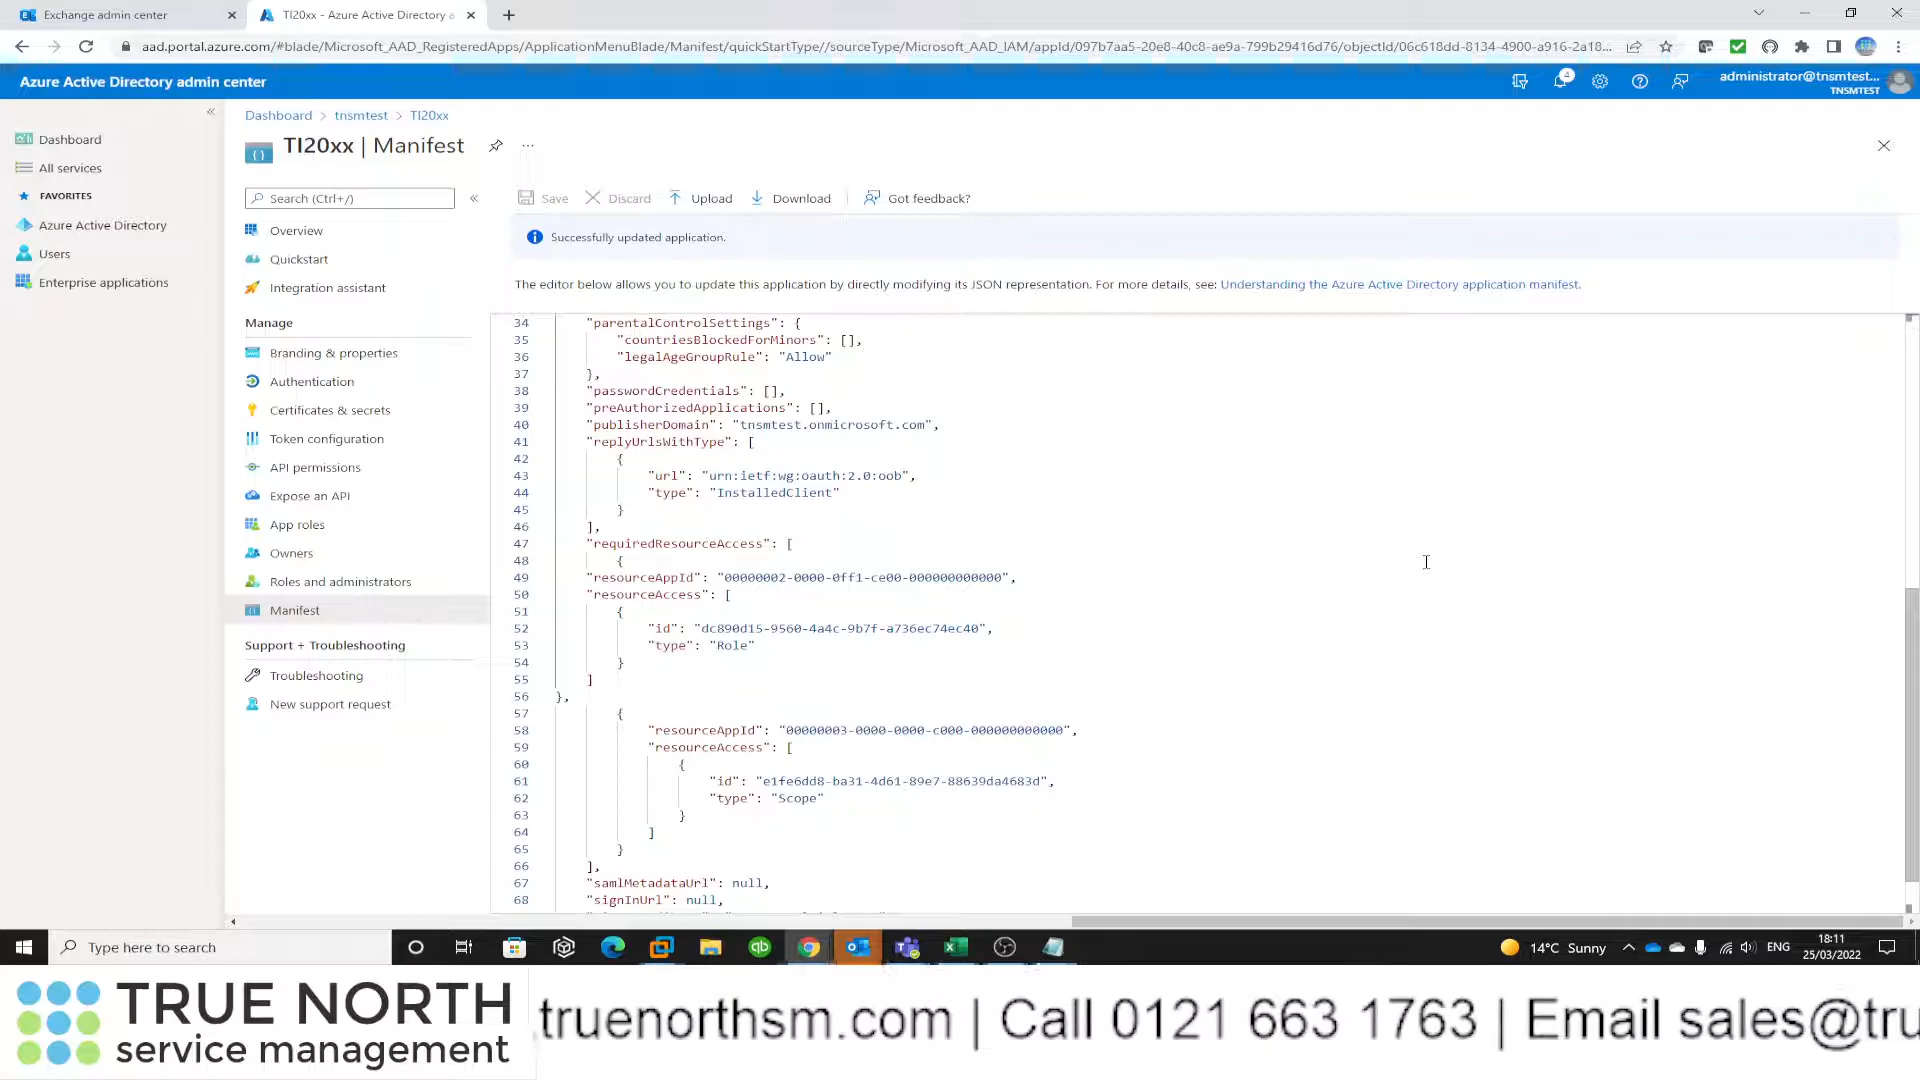 Exchange admin center
TI20xx - Azure Active Directory a
aad.portal.azure.com/#blade/Microsoft_AAD_RegisteredApps/ApplicationMenuBlade/Manifest/quickStartType//sourceType/Microsoft_AAD_IAM/appId/097b7aa5-20e8-40c8-ae9a-799b29416d76/objectId/06c618dd-8134-4900-a916-2a18...
Azure Active Directory admin center
4
administrator@tnsmtest...
TNSMTEST
Dashboard
All services
FAVORITES
Azure Active Directory
Users
Enterprise applications
Dashboard > tnsmtest > TI20xx
TI20xx | Manifest
Search (Ctrl+/)
Overview
Quickstart
Integration assistant
Manage
Branding & properties
Authentication
Certificates & secrets
Token configuration
API permissions
Expose an API
App roles
Owners
Roles and administrators
Manifest
Support + Troubleshooting
Troubleshooting
New support request
Save Discard Upload Download Got feedback?
Successfully updated application.
The editor below allows you to update this application by directly modifying its JSON representation. For more details, see: Understanding the Azure Active Directory application manifest.
34 "parentalControlSettings": {
35 "countriesBlockedForMinors": [],
36 "legalAgeGroupRule": "Allow"
37 },
38 "passwordCredentials": [],
39 "preAuthorizedApplications": [],
40 "publisherDomain": "tnsmtest.onmicrosoft.com",
41 "replyUrlsWithType": [
42 {
43 "url": "urn:ietf:wg:oauth:2.0:oob",
44 "type": "InstalledClient"
45 }
46 ],
47 "requiredResourceAccess": [
48 {
49 "resourceAppId": "00000002-0000-0ff1-ce00-000000000000",
50 "resourceAccess": [
51 {
52 "id": "dc890d15-9560-4a4c-9b7f-a736ec74ec40",
53 "type": "Role"
54 }
55 ]
56 },
57 {
58 "resourceAppId": "00000003-0000-0000-c000-000000000000",
59 "resourceAccess": [
60 {
61 "id": "e1fe6dd8-ba31-4d61-89e7-88639da4683d",
62 "type": "Scope"
63 }
64 ]
65 }
66 ],
67 "samlMetadataUrl": null,
68 "signInUrl": null,
Type here to search
14°C Sunny
ENG
18:11
25/03/2022
TRUE NORTH
service management
truenorthsm.com | Call 0121 663 1763 | Email sales@tru